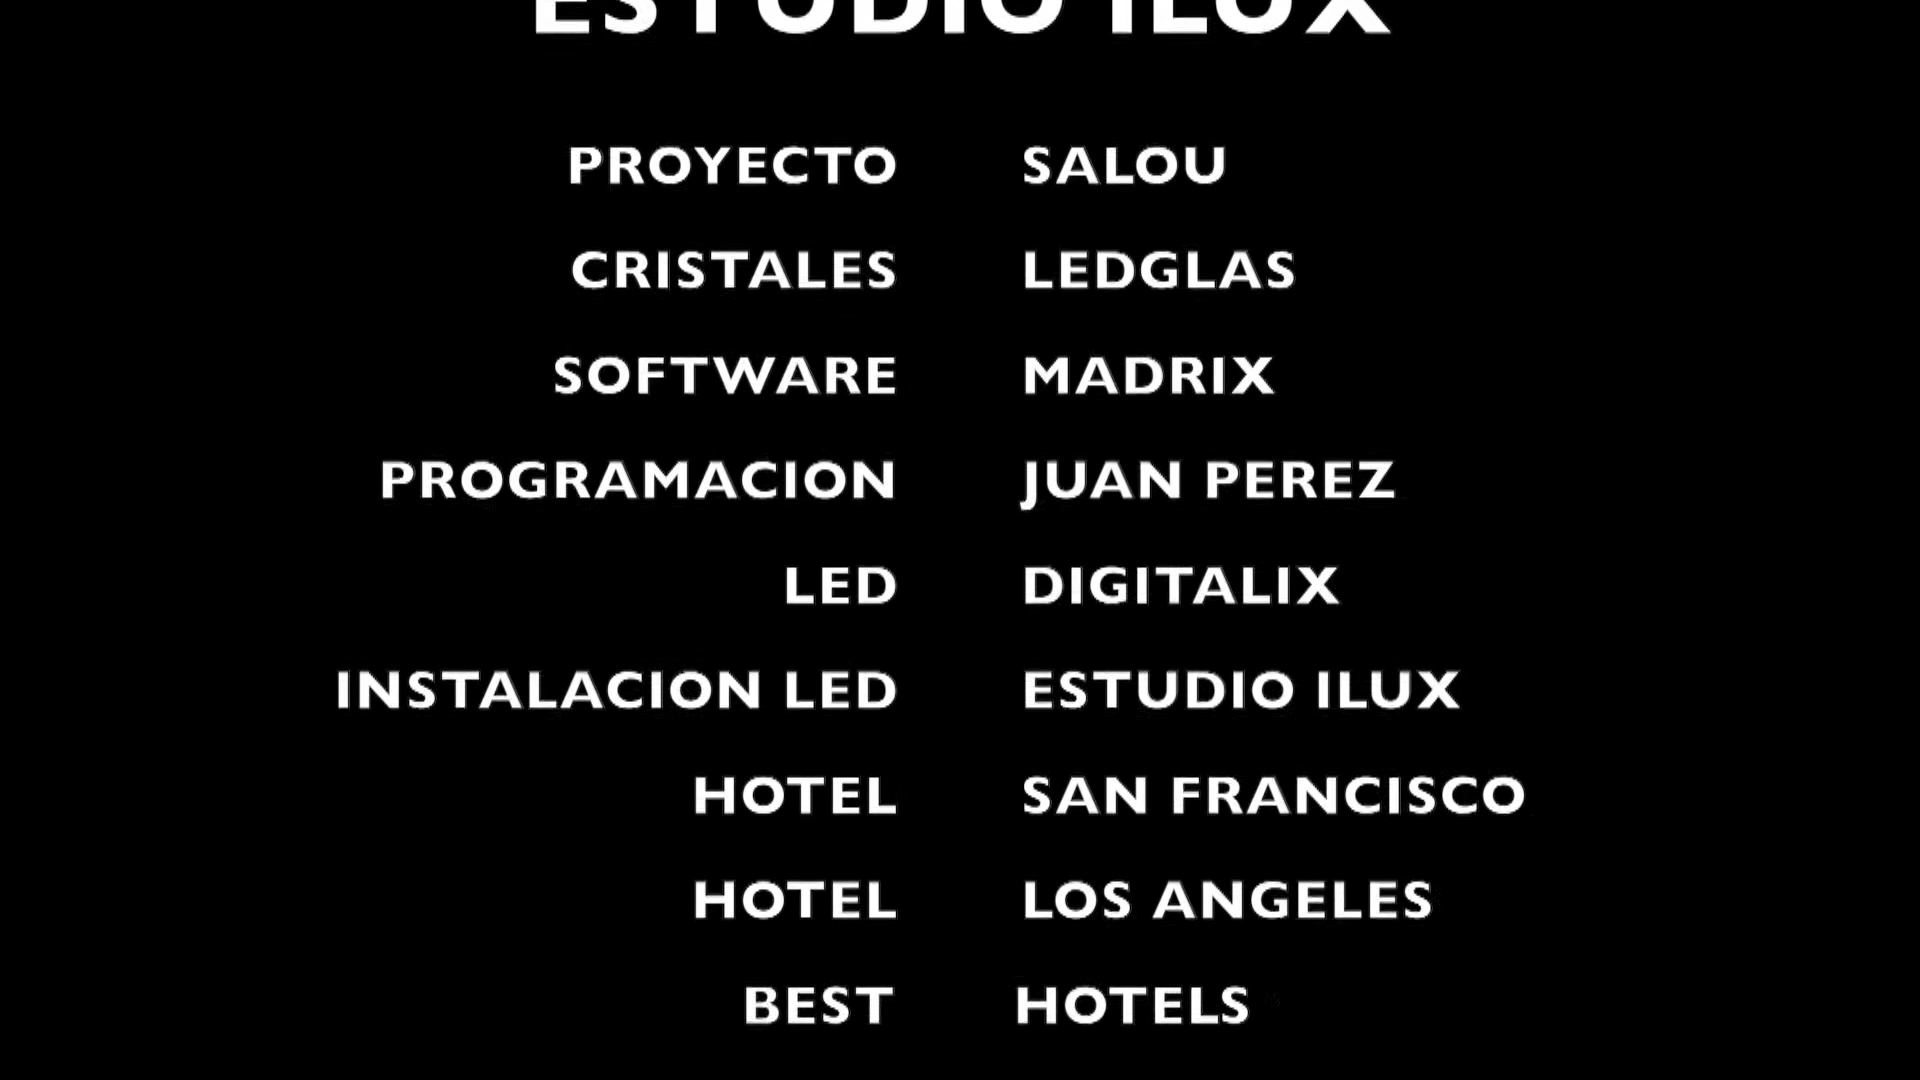 ESTUDIO ILUX
PROYECTO SALOU
CRISTALES LEDGLAS
SOFTWARE MADRIX
PROGRAMACION JUAN PEREZ
LED DIGITALIX
INSTALACION LED ESTUDIO ILUX
HOTEL SAN FRANCISCO
HOTEL LOS ANGELES
BEST HOTELS